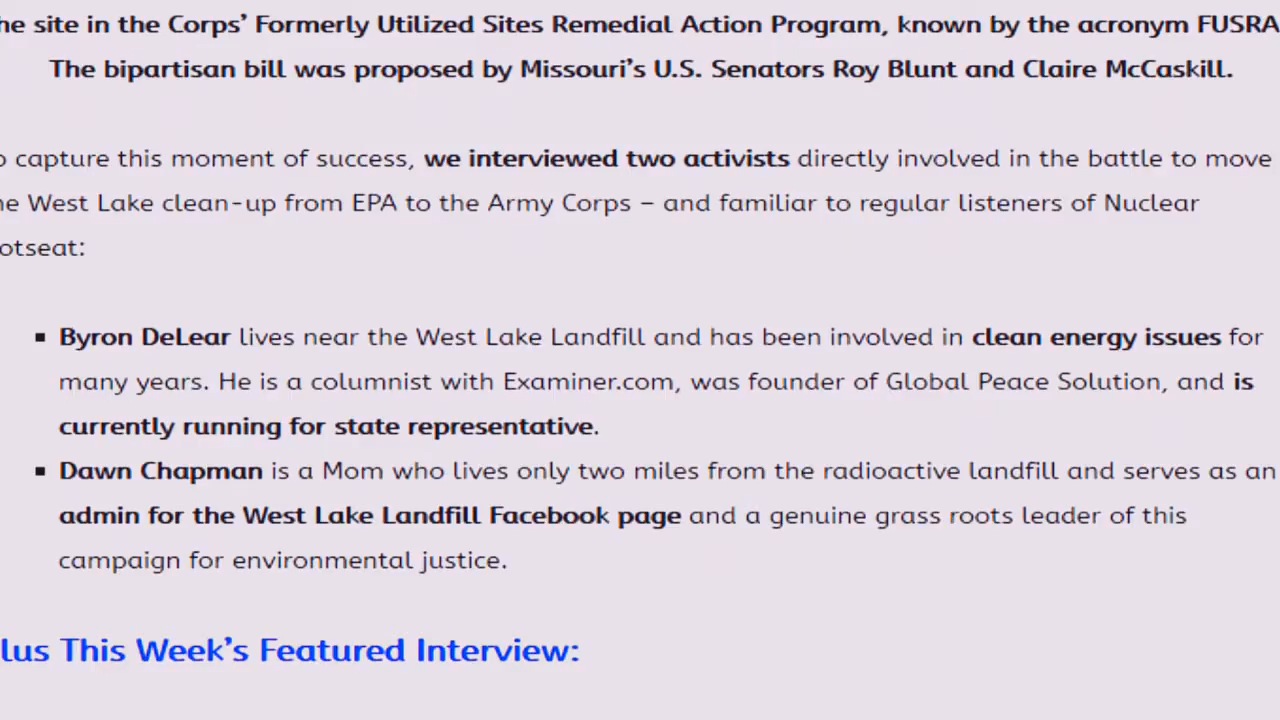 he site in the Corps’ Formerly Utilized Sites Remedial Action Program, known by the acronym FUSRA
The bipartisan bill was proposed by Missouri’s U.S. Senators Roy Blunt and Claire McCaskill.
o capture this moment of success, we interviewed two activists directly involved in the battle to move
he West Lake clean-up from EPA to the Army Corps – and familiar to regular listeners of Nuclear
otseat:
▪ Byron DeLear lives near the West Lake Landfill and has been involved in clean energy issues for
many years. He is a columnist with Examiner.com, was founder of Global Peace Solution, and is
currently running for state representative.
▪ Dawn Chapman is a Mom who lives only two miles from the radioactive landfill and serves as an
admin for the West Lake Landfill Facebook page and a genuine grass roots leader of this
campaign for environmental justice.
lus This Week’s Featured Interview: